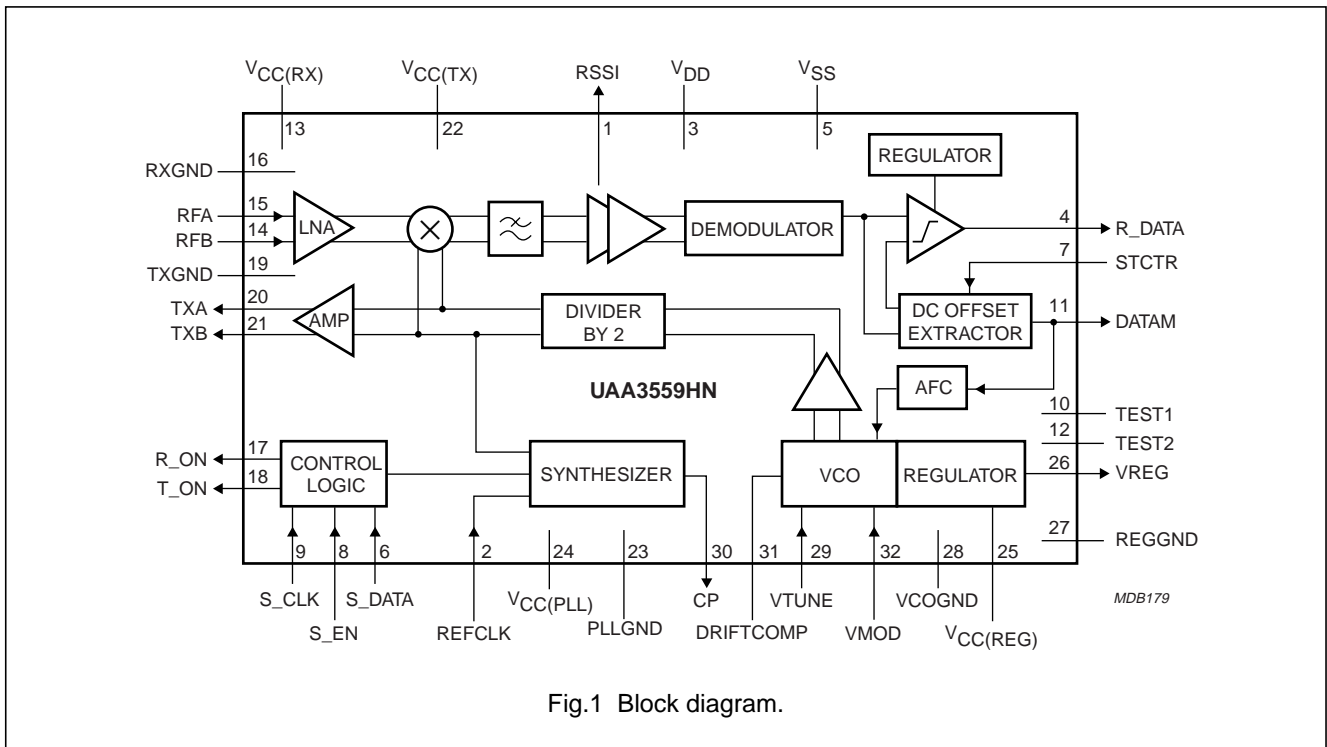 VCC(RX)
VCC(TX)
RSSI
VDD
VSS
13
22
1
3
5
REGULATOR
RXGND
16
RFA
15
LNA
RFB
14
DEMODULATOR
4
R_DATA
7
STCTR
TXGND
19
TXA
20
AMP
TXB
21
DIVIDER
BY 2
DC OFFSET
EXTRACTOR
11
DATAM
UAA3559HN
AFC
10
TEST1
12
TEST2
R_ON
17
T_ON
18
CONTROL
LOGIC
SYNTHESIZER
VCO
REGULATOR
26
VREG
27
REGGND
9
8
6
2
24
23
30
31
29
32
28
25
S_CLK
S_EN
S_DATA
REFCLK
VCC(PLL)
PLLGND
CP
DRIFTCOMP
VTUNE
VMOD
VCOGND
VCC(REG)
MDB179
Fig.1 Block diagram.